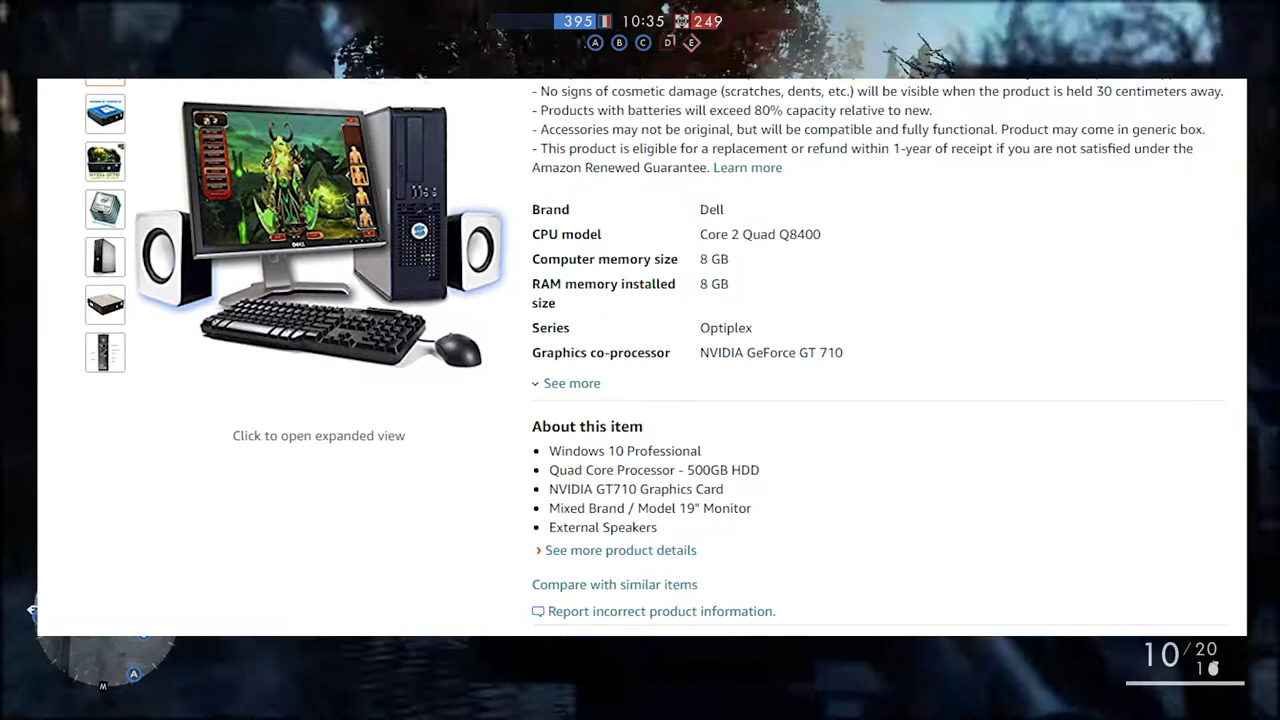 395 10:35 249
A B C D E
- No signs of cosmetic damage (scratches, dents, etc.) will be visible when the product is held 30 centimeters away.
- Products with batteries will exceed 80% capacity relative to new.
- Accessories may not be original, but will be compatible and fully functional. Product may come in generic box.
- This product is eligible for a replacement or refund within 1-year of receipt if you are not satisfied under the
Amazon Renewed Guarantee. Learn more
Brand Dell
CPU model Core 2 Quad Q8400
Computer memory size 8 GB
RAM memory installed size 8 GB
Series Optiplex
Graphics co-processor NVIDIA GeForce GT 710
See more
About this item
• Windows 10 Professional
• Quad Core Processor - 500GB HDD
• NVIDIA GT710 Graphics Card
• Mixed Brand / Model 19" Monitor
• External Speakers
› See more product details
Compare with similar items
Report incorrect product information.
Click to open expanded view
DELL
A
M
10/20
1